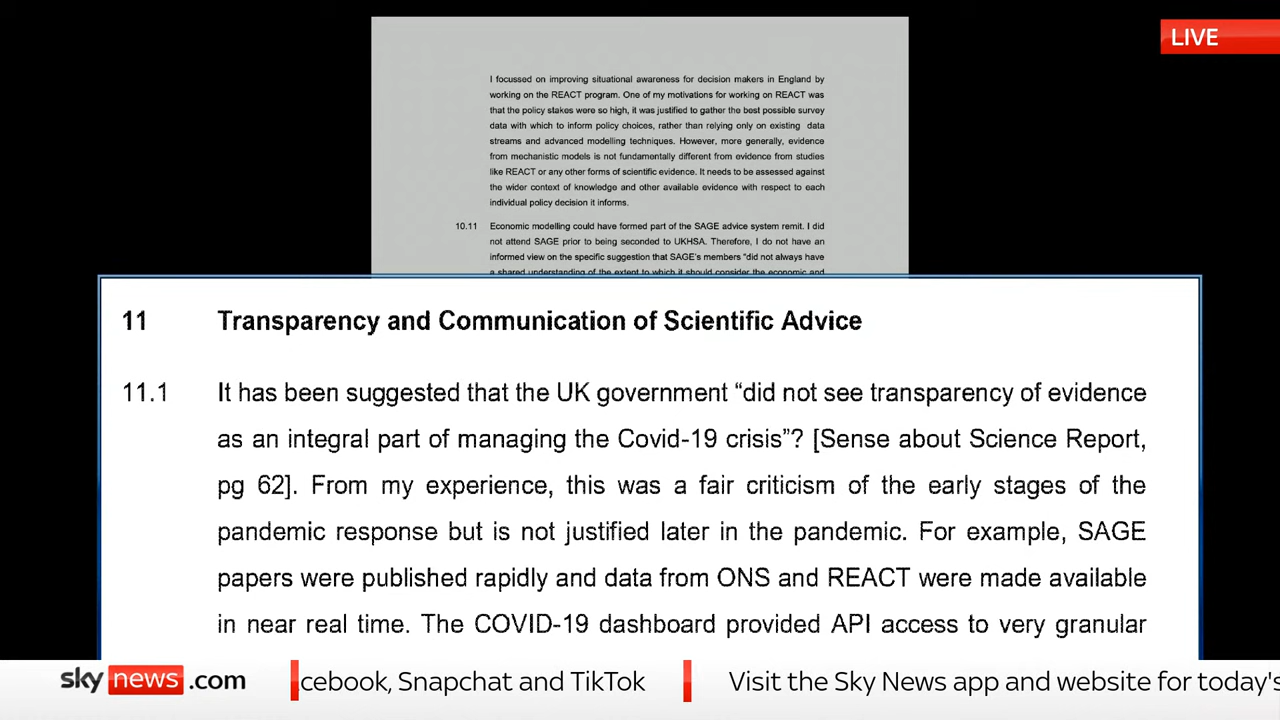 LIVE
I focussed on improving situational awareness for decision makers in England by
working on the REACT program. One of my motivations for working on REACT was
that the policy stakes were so high, it was justified to gather the best possible survey
data with which to inform policy choices, rather than relying only on existing data
streams and advanced modelling techniques. However, more generally, evidence
from mechanistic models is not fundamentally different from evidence from studies
like REACT or any other forms of scientific evidence. It needs to be assessed against
the wider context of knowledge and other available evidence with respect to each
individual policy decision it informs.
10.11 Economic modelling could have formed part of the SAGE advice system remit. I did
not attend SAGE prior to being seconded to UKHSA. Therefore, I do not have an
informed view on the specific suggestion that SAGE's members "did not always have
a shared understanding of the extent to which it should consider the economic and
11 Transparency and Communication of Scientific Advice
11.1 It has been suggested that the UK government “did not see transparency of evidence
as an integral part of managing the Covid-19 crisis”? [Sense about Science Report,
pg 62]. From my experience, this was a fair criticism of the early stages of the
pandemic response but is not justified later in the pandemic. For example, SAGE
papers were published rapidly and data from ONS and REACT were made available
in near real time. The COVID-19 dashboard provided API access to very granular
sky news .com cebook, Snapchat and TikTok Visit the Sky News app and website for today's